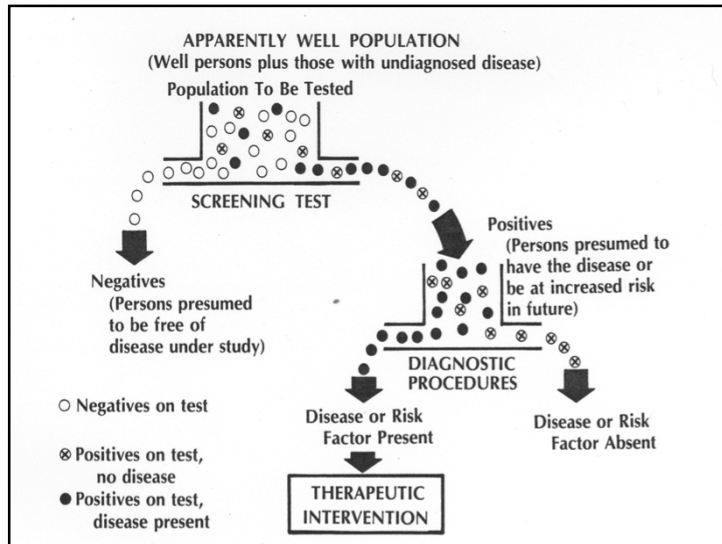 APPARENTLY WELL POPULATION
(Well persons plus those with undiagnosed disease)
Population To Be Tested
SCREENING TEST
Negatives
(Persons presumed
to be free of
disease under study)
Positives
(Persons presumed to
have the disease or
be at increased risk
in future)
DIAGNOSTIC
PROCEDURES
Disease or Risk
Factor Present
Disease or Risk
Factor Absent
THERAPEUTIC
INTERVENTION
Negatives on test
Positives on test,
no disease
Positives on test,
disease present